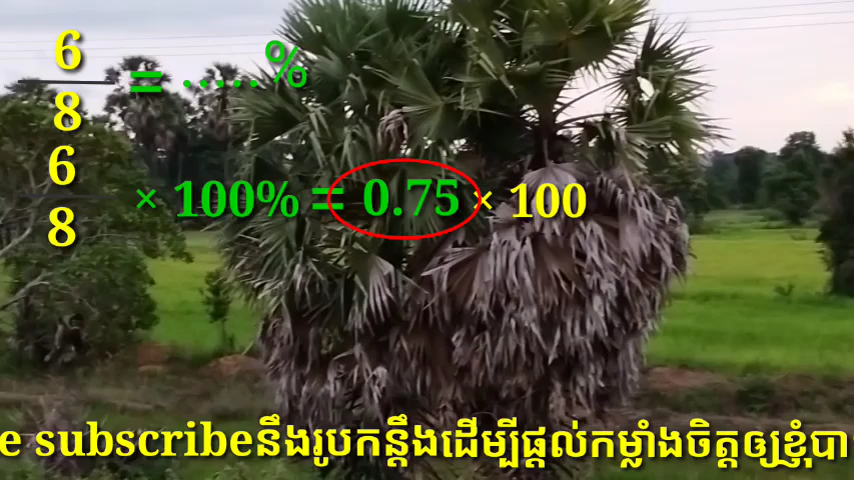 6
8
= .....%
6
8
× 100% = 0.75 × 100
e subscribeនឹងរូបកន្តឹងដើម្បីផ្តល់កម្លាំងចិត្តឲ្យខ្ញុំបា